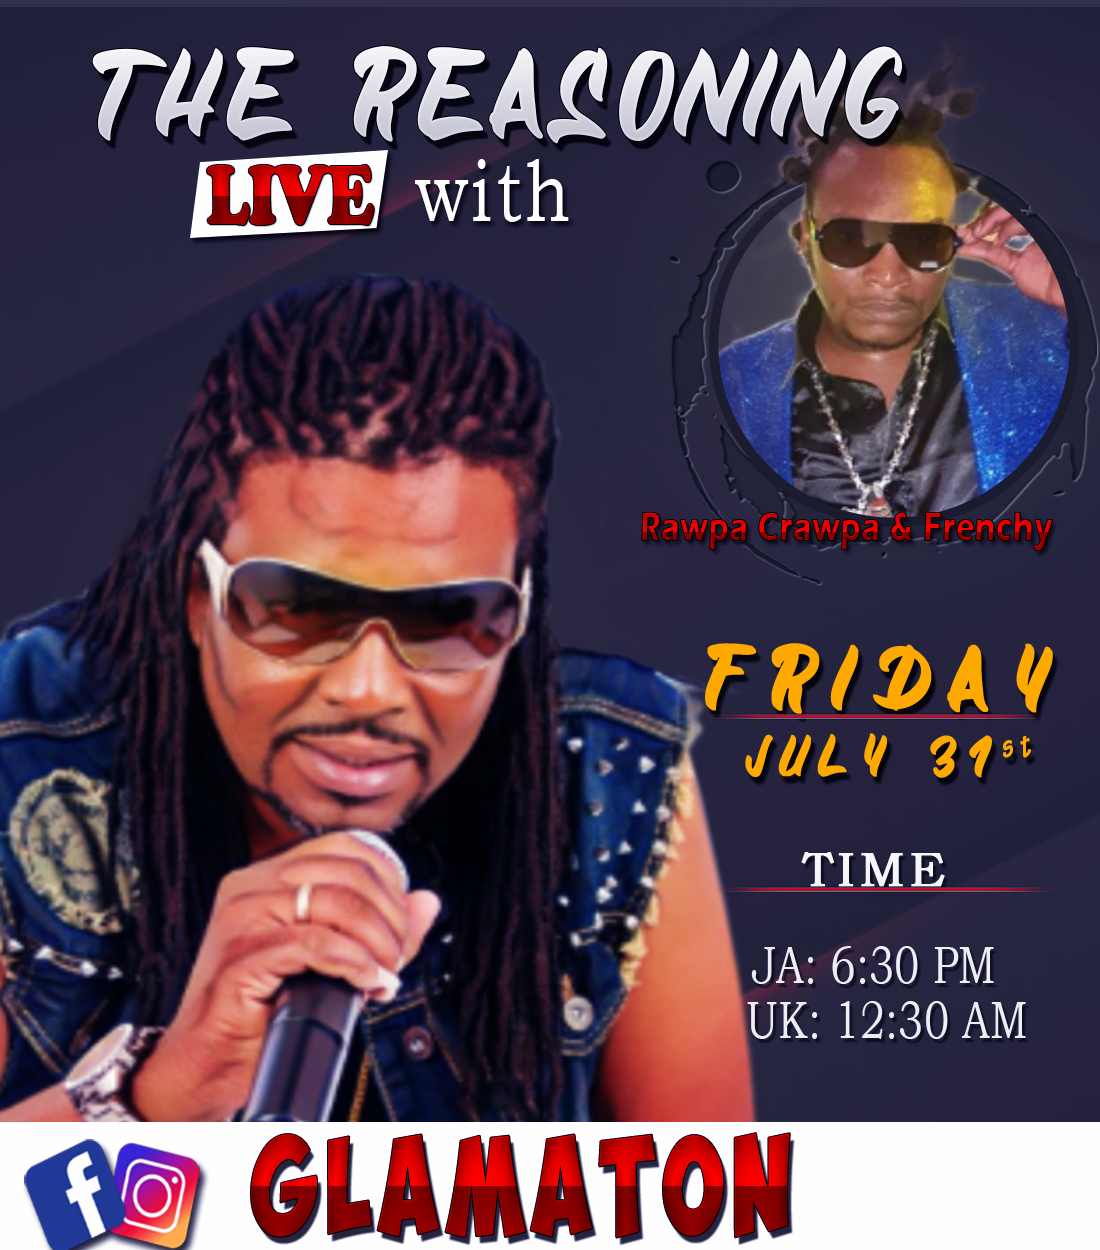 THE REASONING
LIVE with
Rawpa Crawpa & Frenchy
FRIDAY
JULY 31st
TIME
JA: 6:30 PM
UK: 12:30 AM
f
GLAMATON